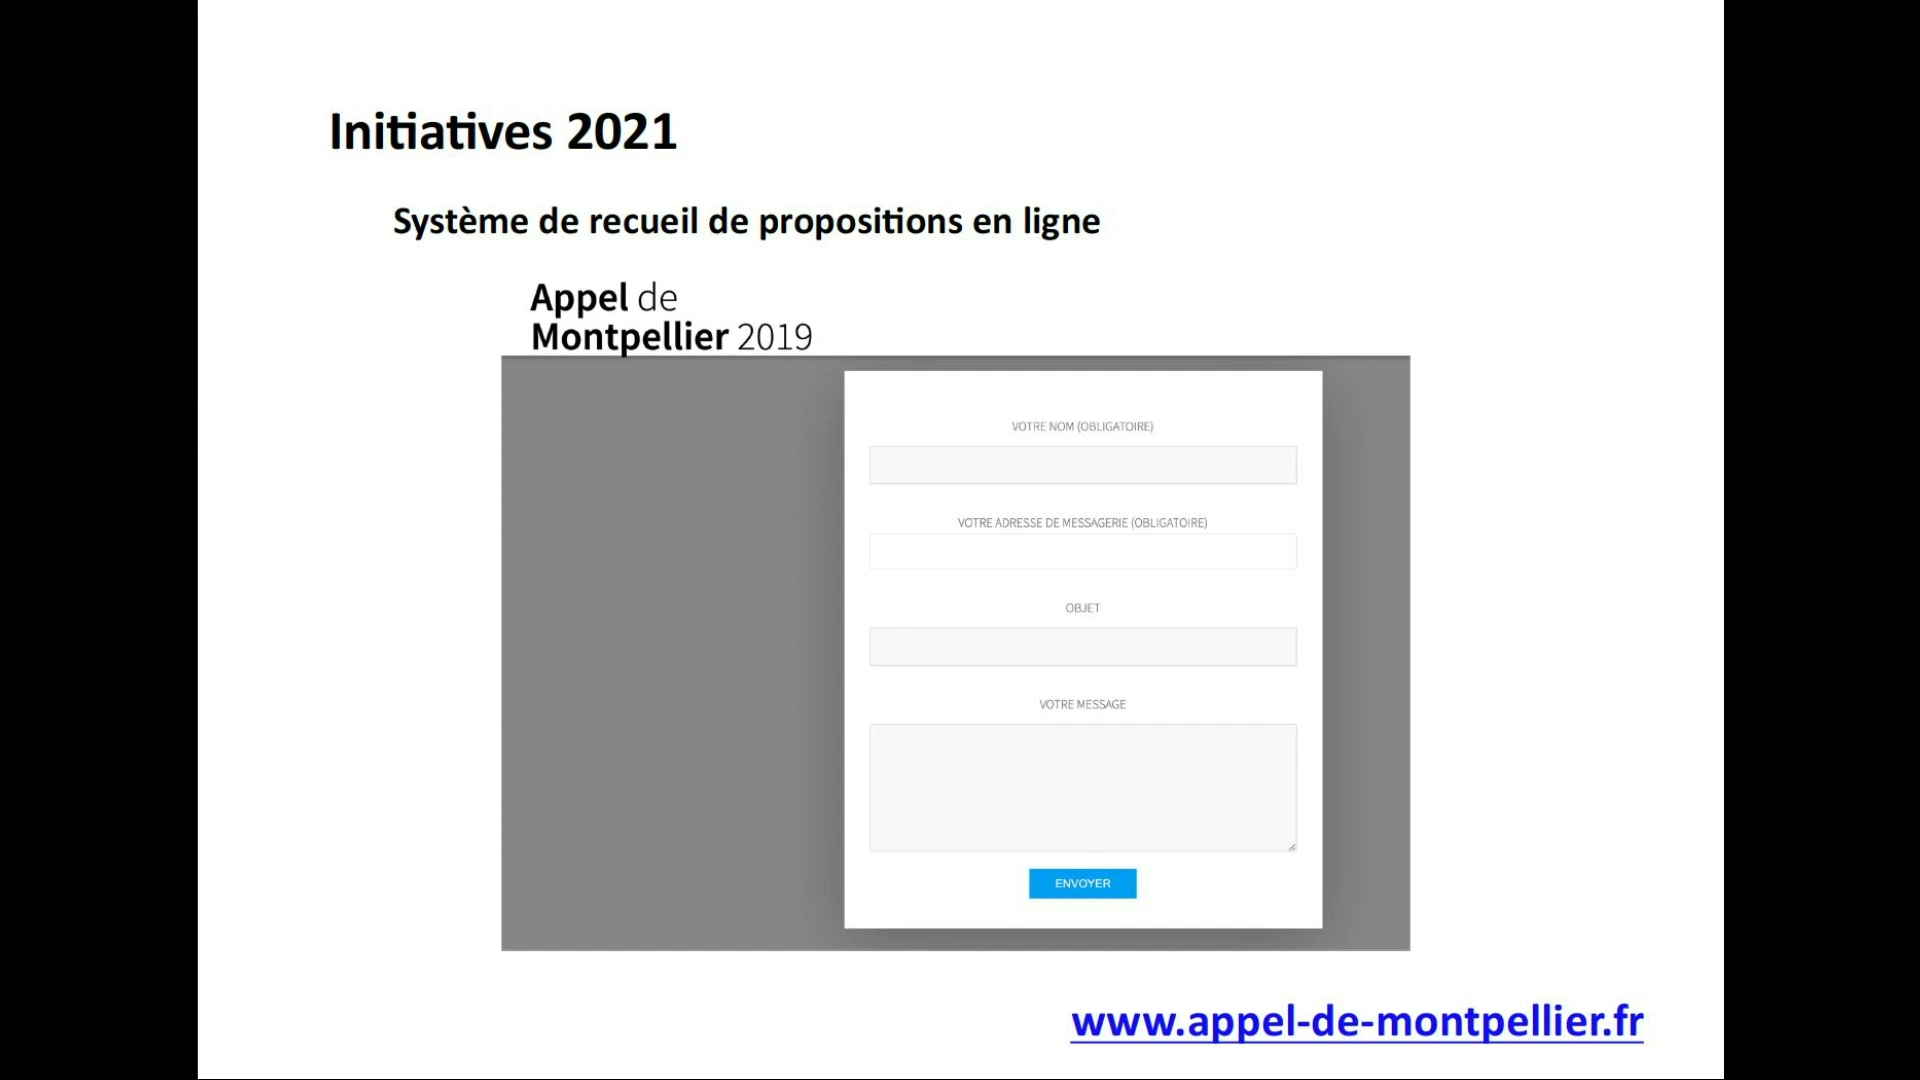 Initiatives 2021
Système de recueil de propositions en ligne
Appel de
Montpellier 2019
VOTRE NOM (OBLIGATOIRE)
VOTRE ADRESSE DE MESSAGERIE (OBLIGATOIRE)
OBJET
VOTRE MESSAGE
ENVOYER
www.appel-de-montpellier.fr